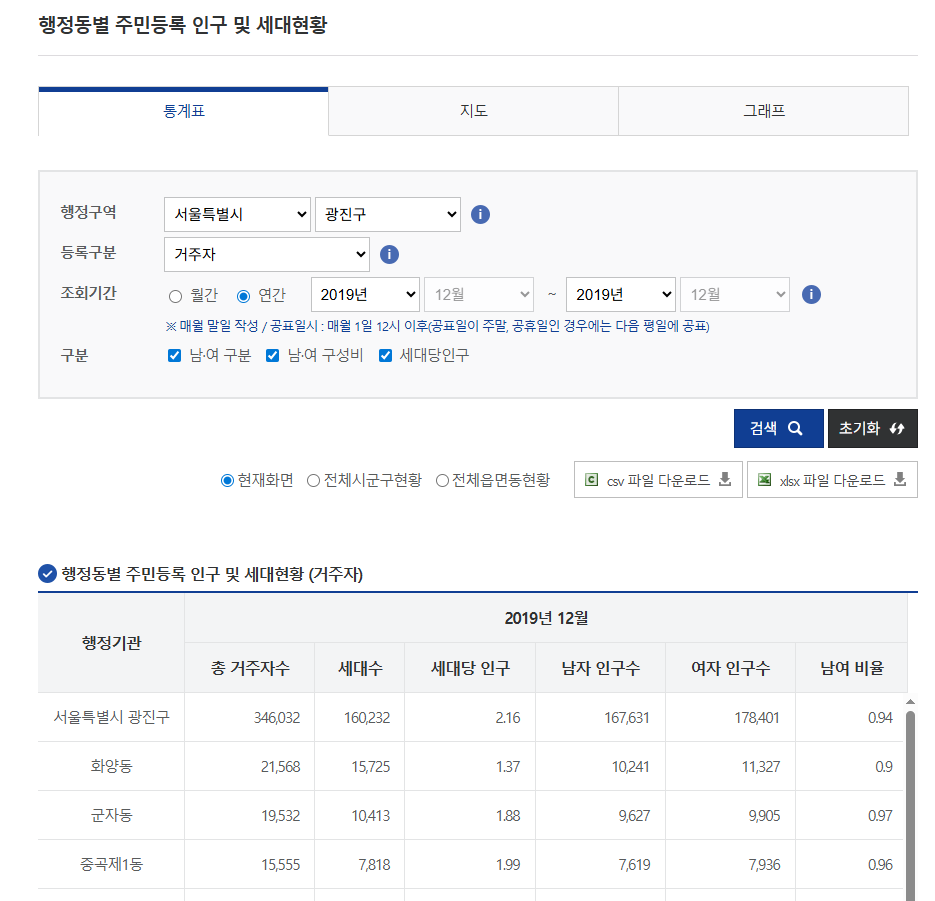 행정동별 주민등록 인구 및 세대현황
통계표 지도 그래프
행정구역 서울특별시 광진구
등록구분 거주자
조회기간 월간 연간 2019년 12월 ~ 2019년 12월
※ 매월 말일 작성 / 공표일시 : 매월 1일 12시 이후(공표일이 주말, 공휴일인 경우에는 다음 평일에 공표)
구분 남·여 구분 남·여 구성비 세대당인구
검색 초기화
현재화면 전체시군구현황 전체읍면동현황 csv 파일 다운로드 xlsx 파일 다운로드
행정동별 주민등록 인구 및 세대현황 (거주자)
행정기관 2019년 12월
총 거주자수 세대수 세대당 인구 남자 인구수 여자 인구수 남여 비율
서울특별시 광진구 346,032 160,232 2.16 167,631 178,401 0.94
화양동 21,568 15,725 1.37 10,241 11,327 0.9
군자동 19,532 10,413 1.88 9,627 9,905 0.97
중곡제1동 15,555 7,818 1.99 7,619 7,936 0.96